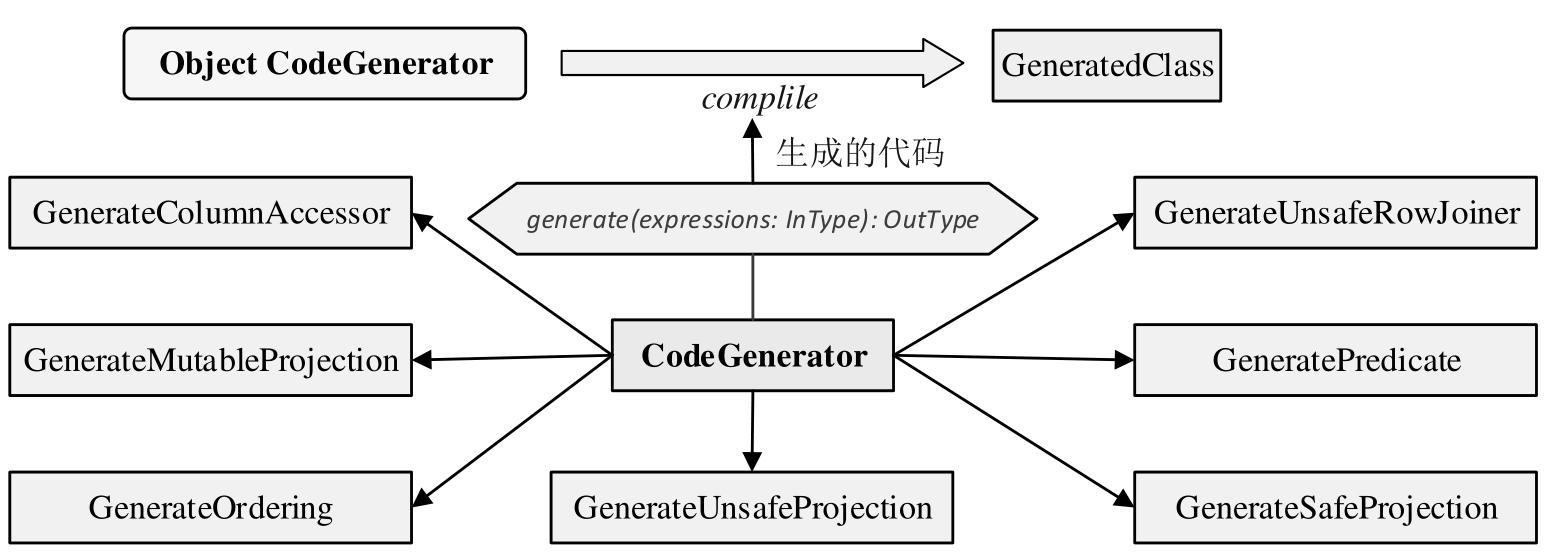 Object CodeGenerator
GeneratedClass
complile
生成的代码
GenerateColumnAccessor
generate(expressions: InType): OutType
GenerateUnsafeRowJoiner
GenerateMutableProjection
CodeGenerator
GeneratePredicate
GenerateOrdering
GenerateUnsafeProjection
GenerateSafeProjection